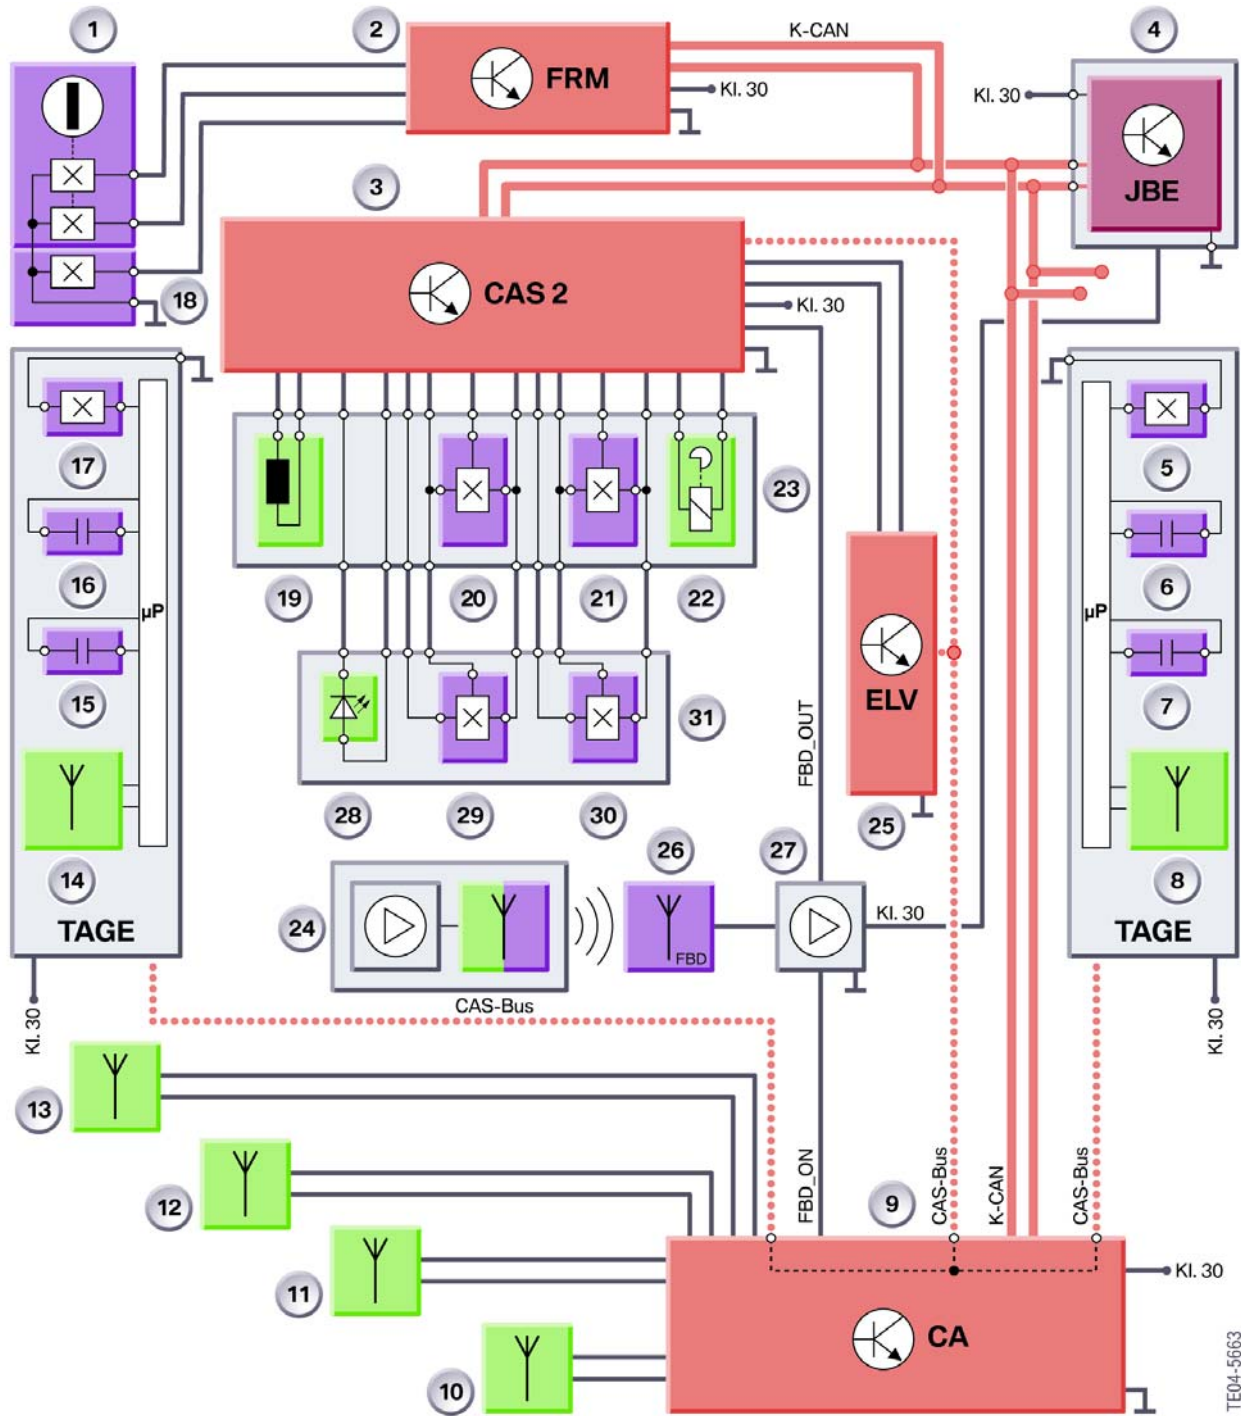 1
2
FRM
K-CAN
Kl. 30
4
Kl. 30
JBE
3
CAS 2
Kl. 30
18
17
16
µP
15
14
TAGE
Kl. 30
19
20
21
22
23
28
29
30
31
ELV
25
FBD_OUT
5
6
µP
7
8
TAGE
Kl. 30
24
26
FBD
27
Kl. 30
CAS-Bus
13
12
11
10
FBD_ON
9
CAS-Bus
K-CAN
CAS-Bus
CA
Kl. 30
TE04-5663